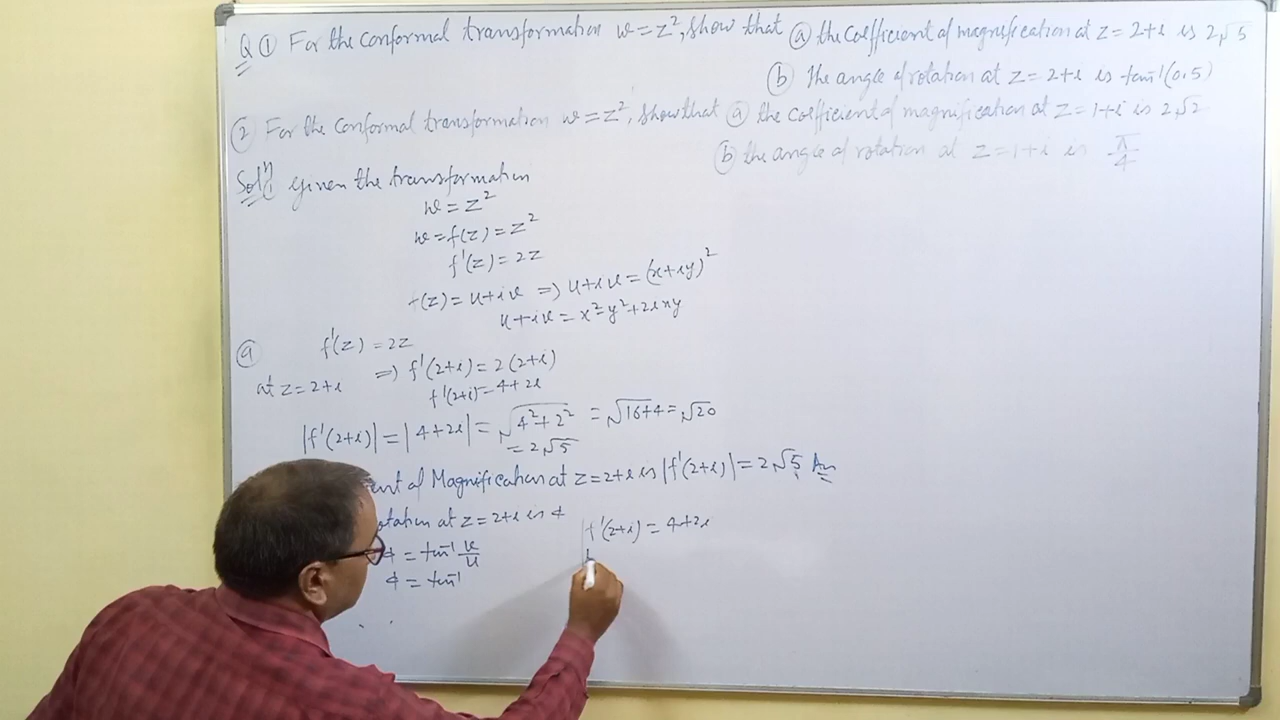 Q ① For the conformal transformation w=z², show that ⓐ the coefficient of magnification at z=2+i is 2√5
ⓑ The angle of rotation at z=2+i is tan⁻¹(0.5)
② For the conformal transformation w=z², show that ⓐ the coefficient of magnification at z=1+i is 2√2
ⓑ the angle of rotation at z=1+i is π/4
Solⁿ: Given the transformation
w=z²
w=f(z)=z²
f'(z)=2z
f(z)=u+iv ⇒ u+iv=(x+iy)²
u+iv=x²-y²+2ixy
ⓐ f'(z)=2z
at z=2+i ⇒ f'(2+i)=2(2+i)
f'(2+i)=4+2i
|f'(2+i)|=|4+2i|=√4²+2² =√16+4=√20
=2√5
of Magnification at z=2+i is |f'(2+i)|=2√5 Ans
at z=2+i is φ
φ=tan⁻¹ v/u
φ=tan⁻¹
f'(2+i)=4+2i